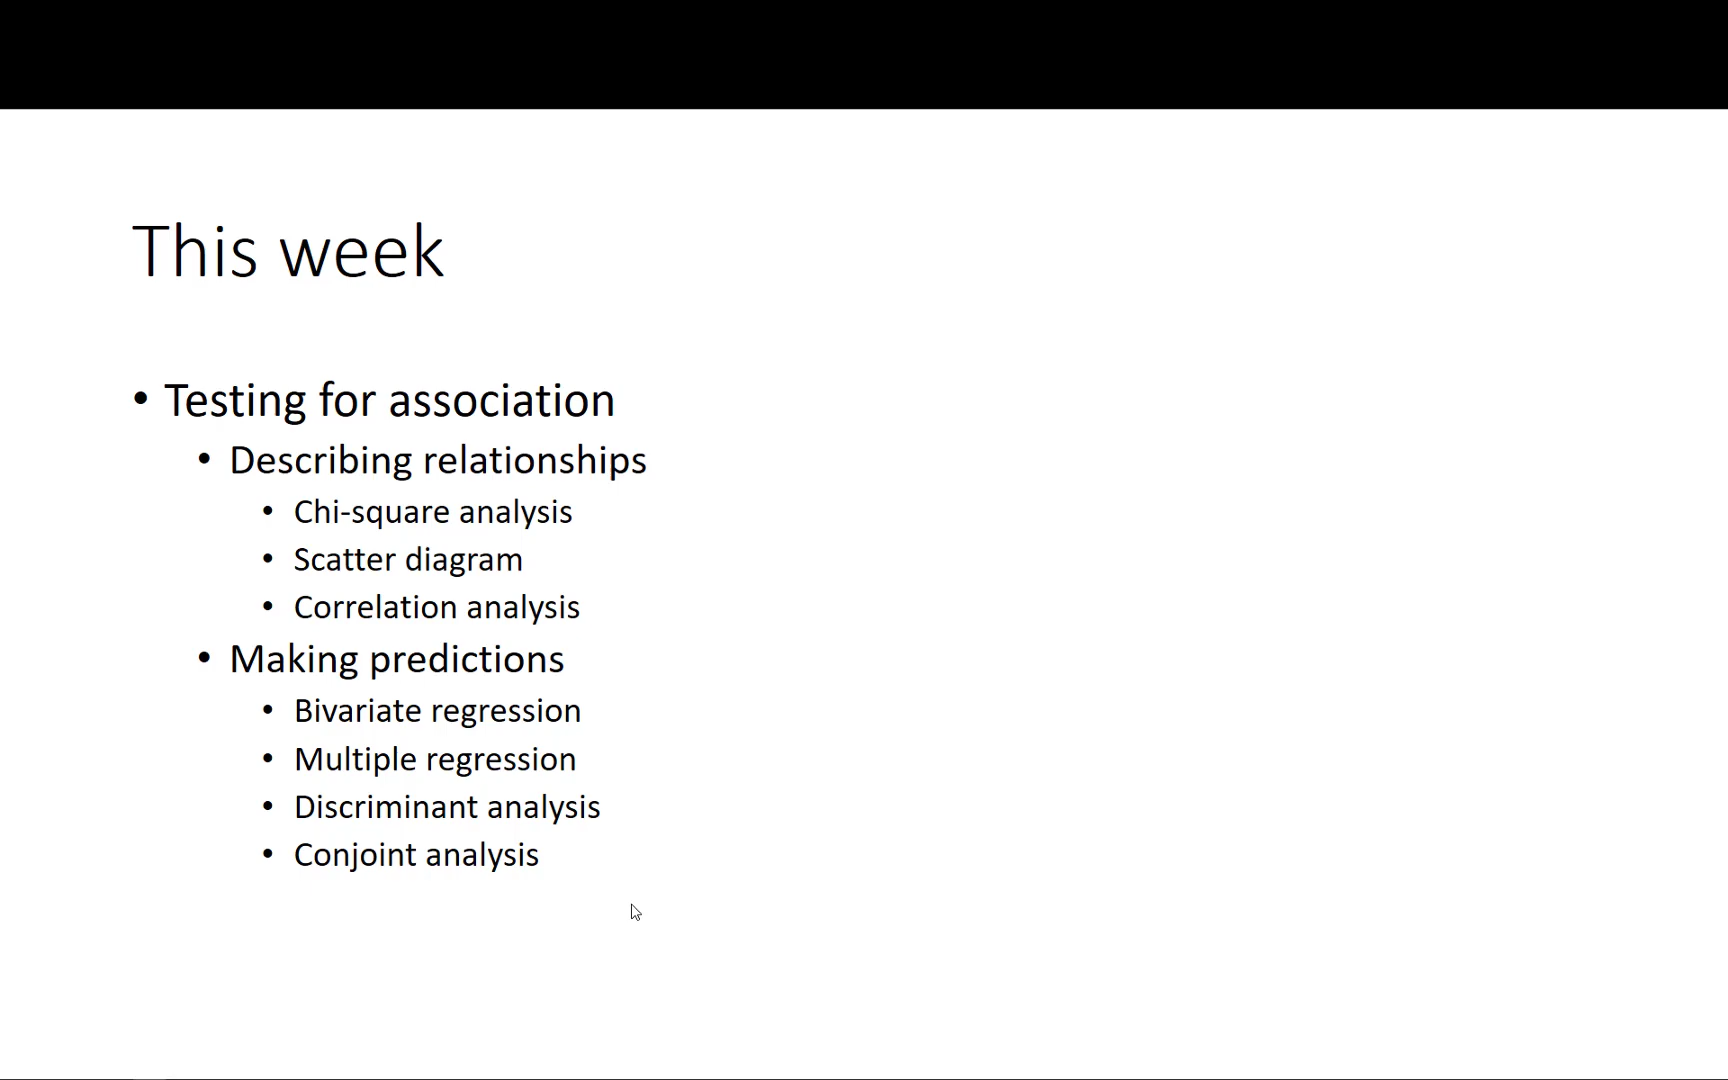 This week
• Testing for association
• Describing relationships
• Chi-square analysis
• Scatter diagram
• Correlation analysis
• Making predictions
• Bivariate regression
• Multiple regression
• Discriminant analysis
• Conjoint analysis